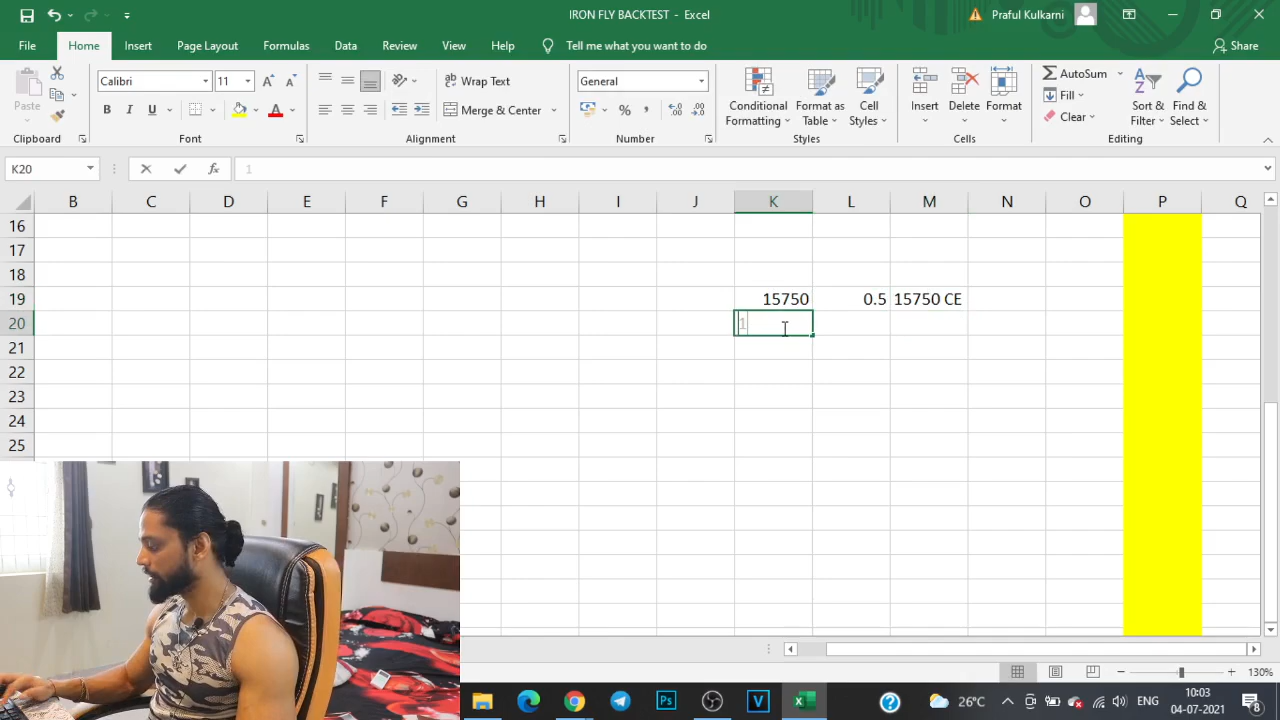 IRON FLY BACKTEST - Excel
Praful Kulkarni
File Home Insert Page Layout Formulas Data Review View Help Tell me what you want to do Share
Paste
Clipboard
Calibri 11
B I U
Font
Wrap Text
Merge & Center
Alignment
General
Number
Conditional Formatting
Format as Table
Cell Styles
Styles
Insert Delete Format
Cells
AutoSum
Fill
Clear
Sort & Filter
Find & Select
Editing
K20 fx 1
B C D E F G H I J K L M N O P Q
16
17
18
19 15750 0.5 15750 CE
20 1
21
22
23
24
25
130%
26°C ENG 10:03
04-07-2021 8